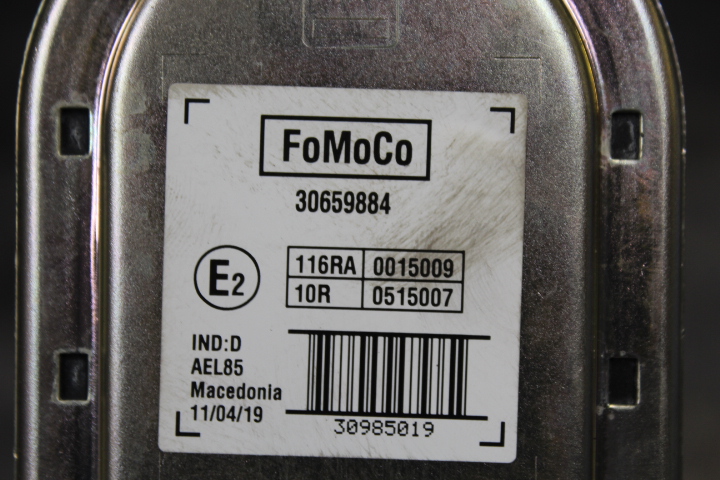 FoMoCo
30659884
E2
116RA 0015009
10R 0515007
IND:D
AEL85
Macedonia
11/04/19
30985019